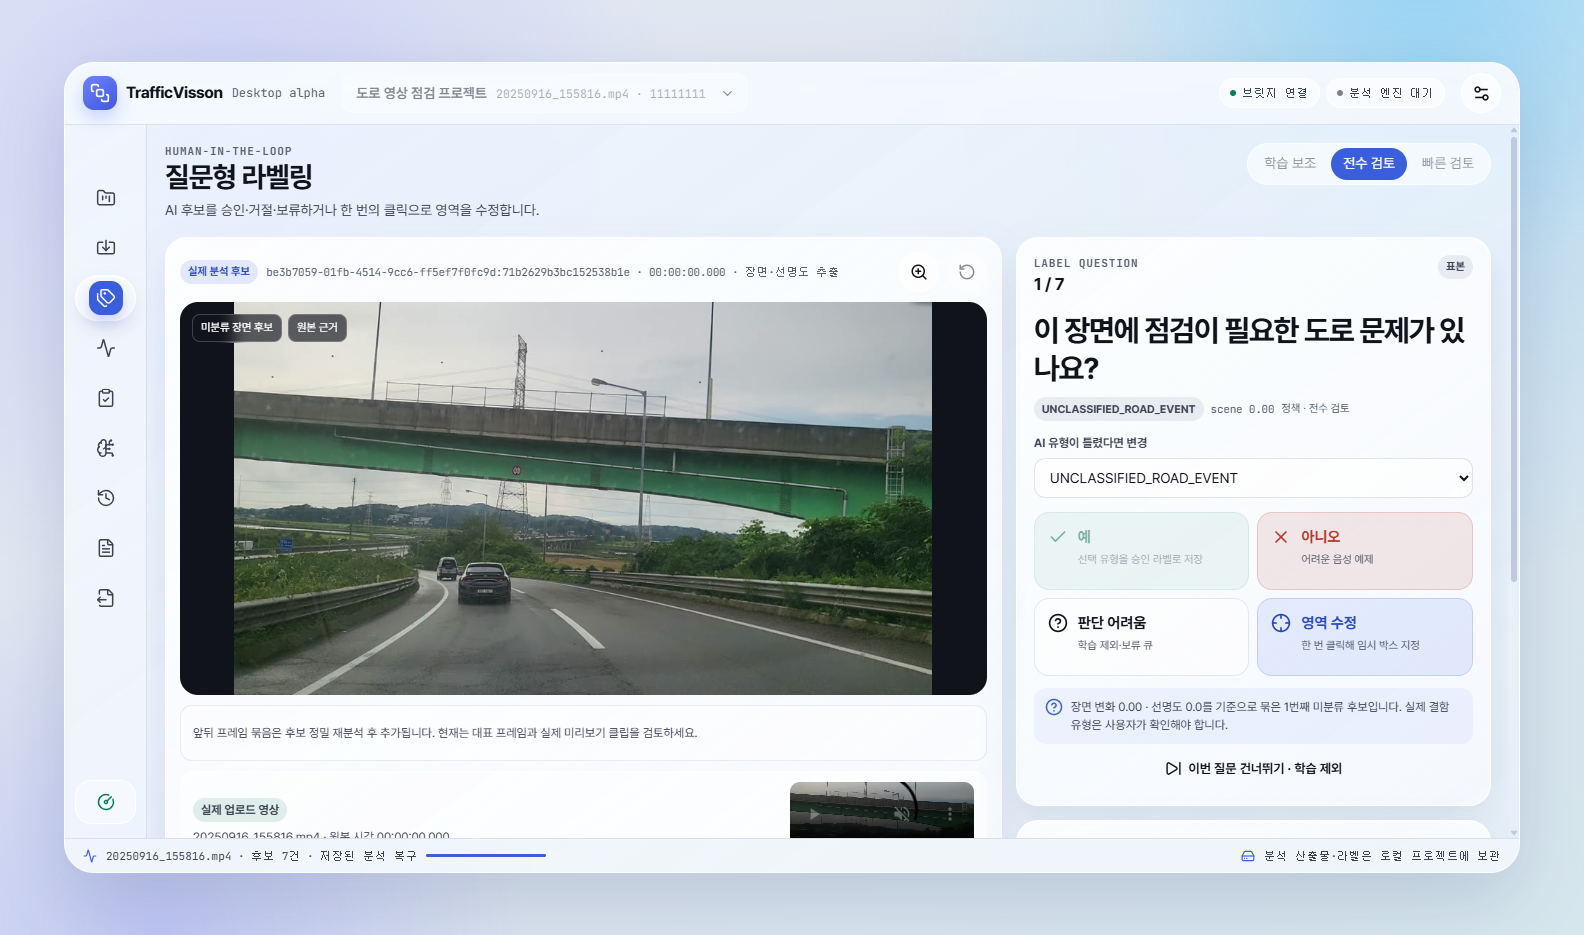 TrafficVisson Desktop alpha
도로 영상 점검 프로젝트 20250916_155816.mp4 · 11111111
브릿지 연결
분석 엔진 대기
HUMAN-IN-THE-LOOP
질문형 라벨링
AI 후보를 승인·거절·보류하거나 한 번의 클릭으로 영역을 수정합니다.
학습 보조
전수 검토
빠른 검토
실제 분석 후보 be3b7059-01fb-4514-9cc6-ff5ef7f0fc9d:71b2629b3bc152538b1e · 00:00:00.000 · 장면·선명도 추출
미분류 장면 후보
원본 근거
앞뒤 프레임 묶음은 후보 정밀 재분석 후 추가됩니다. 현재는 대표 프레임과 실제 미리보기 클립을 검토하세요.
실제 업로드 영상
20250916_155816.mp4 · 원본 시각 00:00:00.000
LABEL QUESTION
1 / 7
표본
이 장면에 점검이 필요한 도로 문제가 있
나요?
UNCLASSIFIED_ROAD_EVENT scene 0.00 정책 · 전수 검토
AI 유형이 틀렸다면 변경
UNCLASSIFIED_ROAD_EVENT
예
선택 유형을 승인 라벨로 저장
아니오
어려운 음성 예제
판단 어려움
학습 제외·보류 큐
영역 수정
한 번 클릭해 임시 박스 지정
장면 변화 0.00 · 선명도 0.0를 기준으로 묶은 1번째 미분류 후보입니다. 실제 결함
유형은 사용자가 확인해야 합니다.
이번 질문 건너뛰기 · 학습 제외
20250916_155816.mp4 · 후보 7건 · 저장된 분석 복구
분석 산출물·라벨은 로컬 프로젝트에 보관